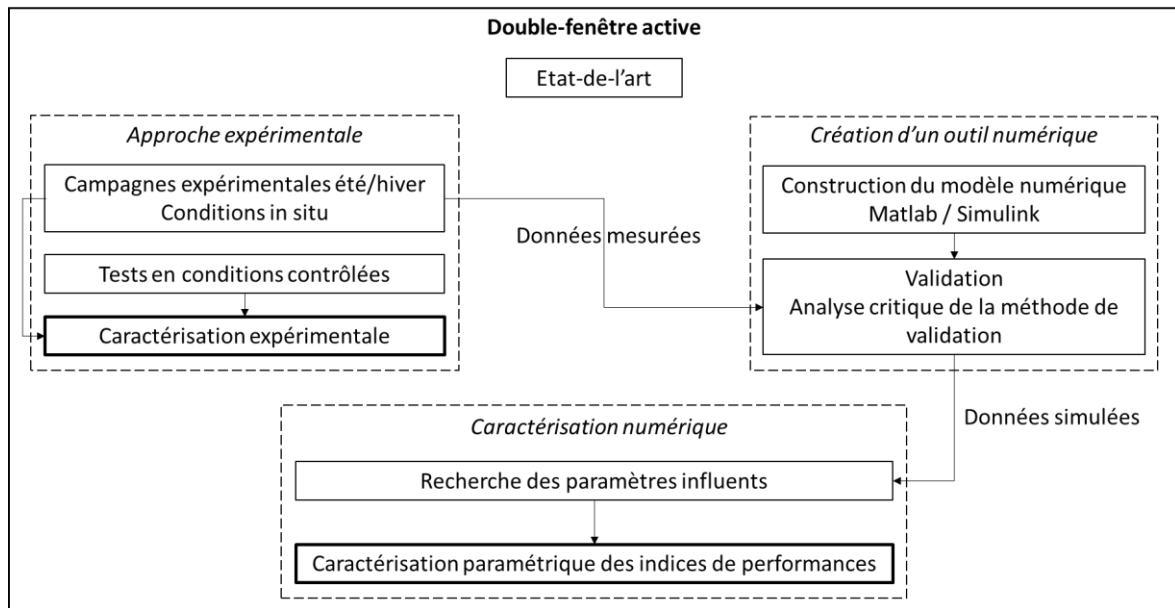 Double-fenêtre active
Etat-de-l'art
Approche expérimentale
Campagnes expérimentales été/hiver
Conditions in situ
Tests en conditions contrôlées
Caractérisation expérimentale
Données mesurées
Création d'un outil numérique
Construction du modèle numérique
Matlab / Simulink
Validation
Analyse critique de la méthode de
validation
Données simulées
Caractérisation numérique
Recherche des paramètres influents
Caractérisation paramétrique des indices de performances